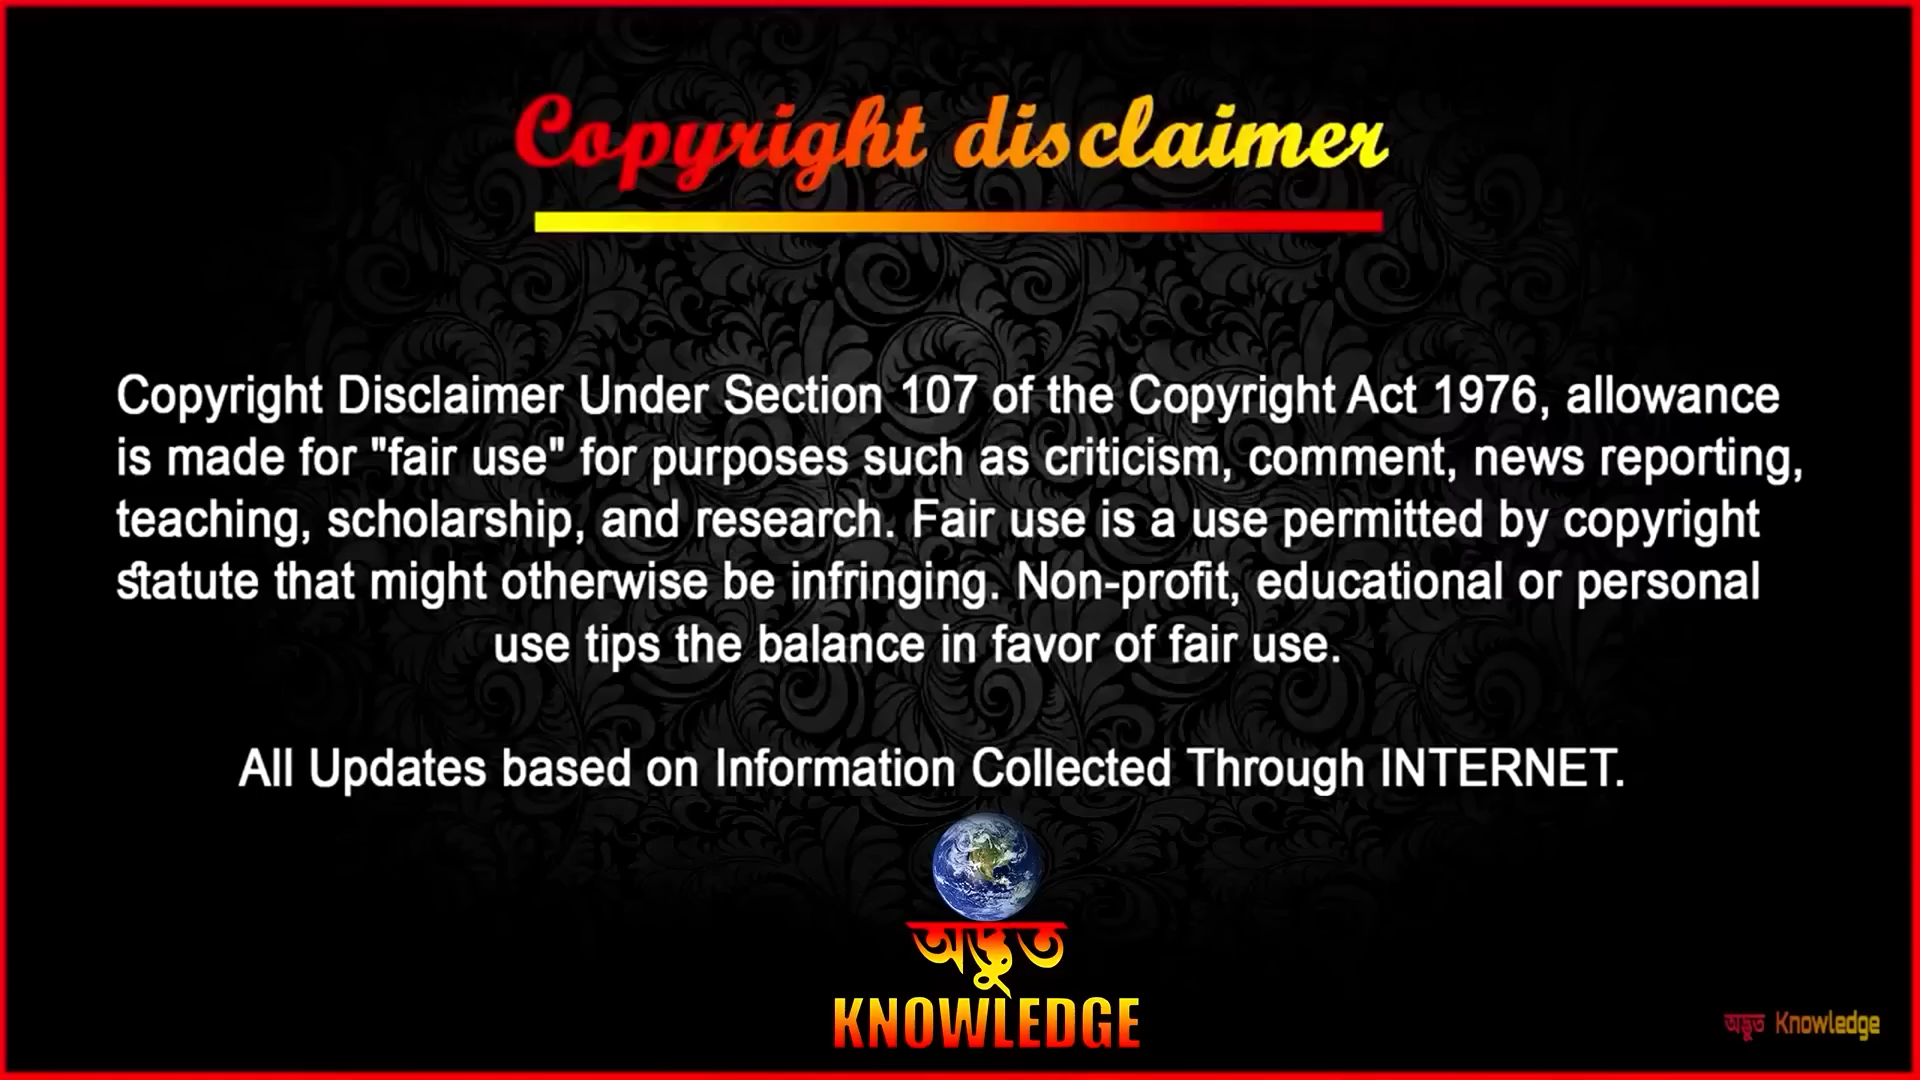 Copyright disclaimer
Copyright Disclaimer Under Section 107 of the Copyright Act 1976, allowance
is made for "fair use" for purposes such as criticism, comment, news reporting,
teaching, scholarship, and research. Fair use is a use permitted by copyright
statute that might otherwise be infringing. Non-profit, educational or personal
use tips the balance in favor of fair use.
All Updates based on Information Collected Through INTERNET.
অদ্ভুত
KNOWLEDGE
অদ্ভুত Knowledge